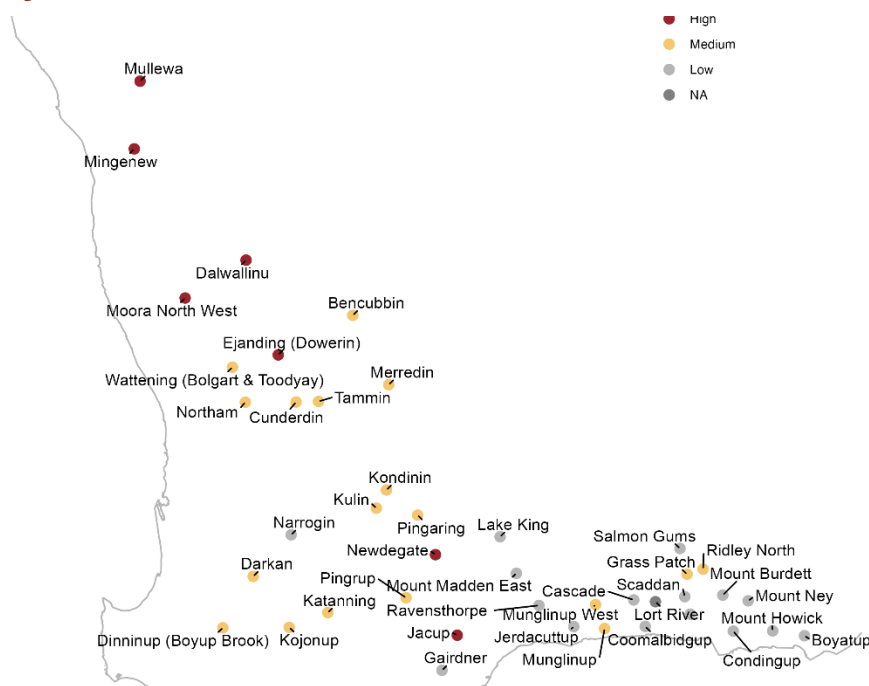 High
Medium
Low
NA
Mullewa
Mingenew
Dalwallinu
Moora North West
Bencubbin
Ejanding (Dowerin)
Wattening (Bolgart & Toodyay)
Merredin
Tammin
Northam
Cunderdin
Kondinin
Kulin
Pingaring
Narrogin
Lake King
Salmon Gums
Newdegate
Ridley North
Grass Patch
Darkan
Pingrup
Mount Madden East
Cascade
Scaddan
Mount Burdett
Katanning
Ravensthorpe
Munglinup West
Lort River
Mount Ney
Mount Howick
Dinninup (Boyup Brook)
Kojonup
Jacup
Jerdacuttup
Coomalbidgup
Boyatup
Gairdner
Munglinup
Condingup